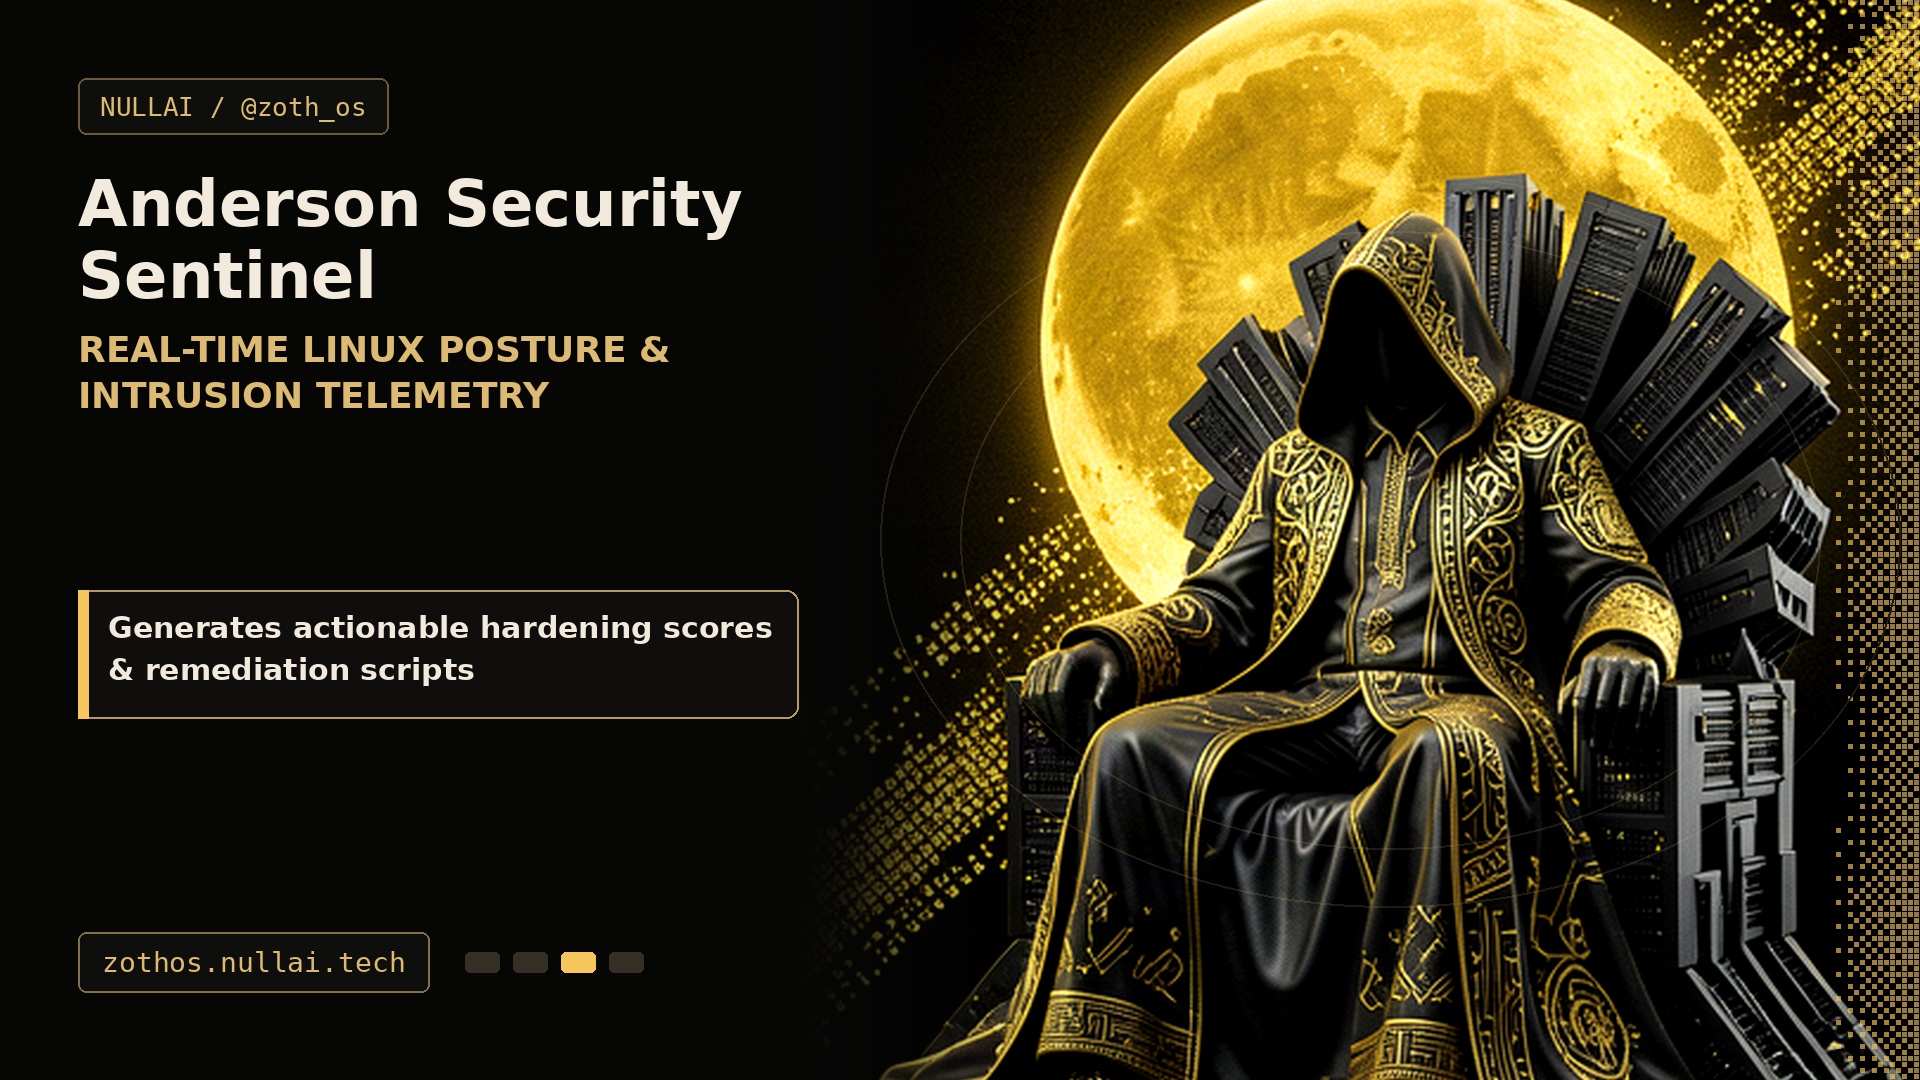 NULLAI / @zoth_os
Anderson Security
Sentinel
REAL-TIME LINUX POSTURE &
INTRUSION TELEMETRY
Generates actionable hardening scores
& remediation scripts
zothos.nullai.tech